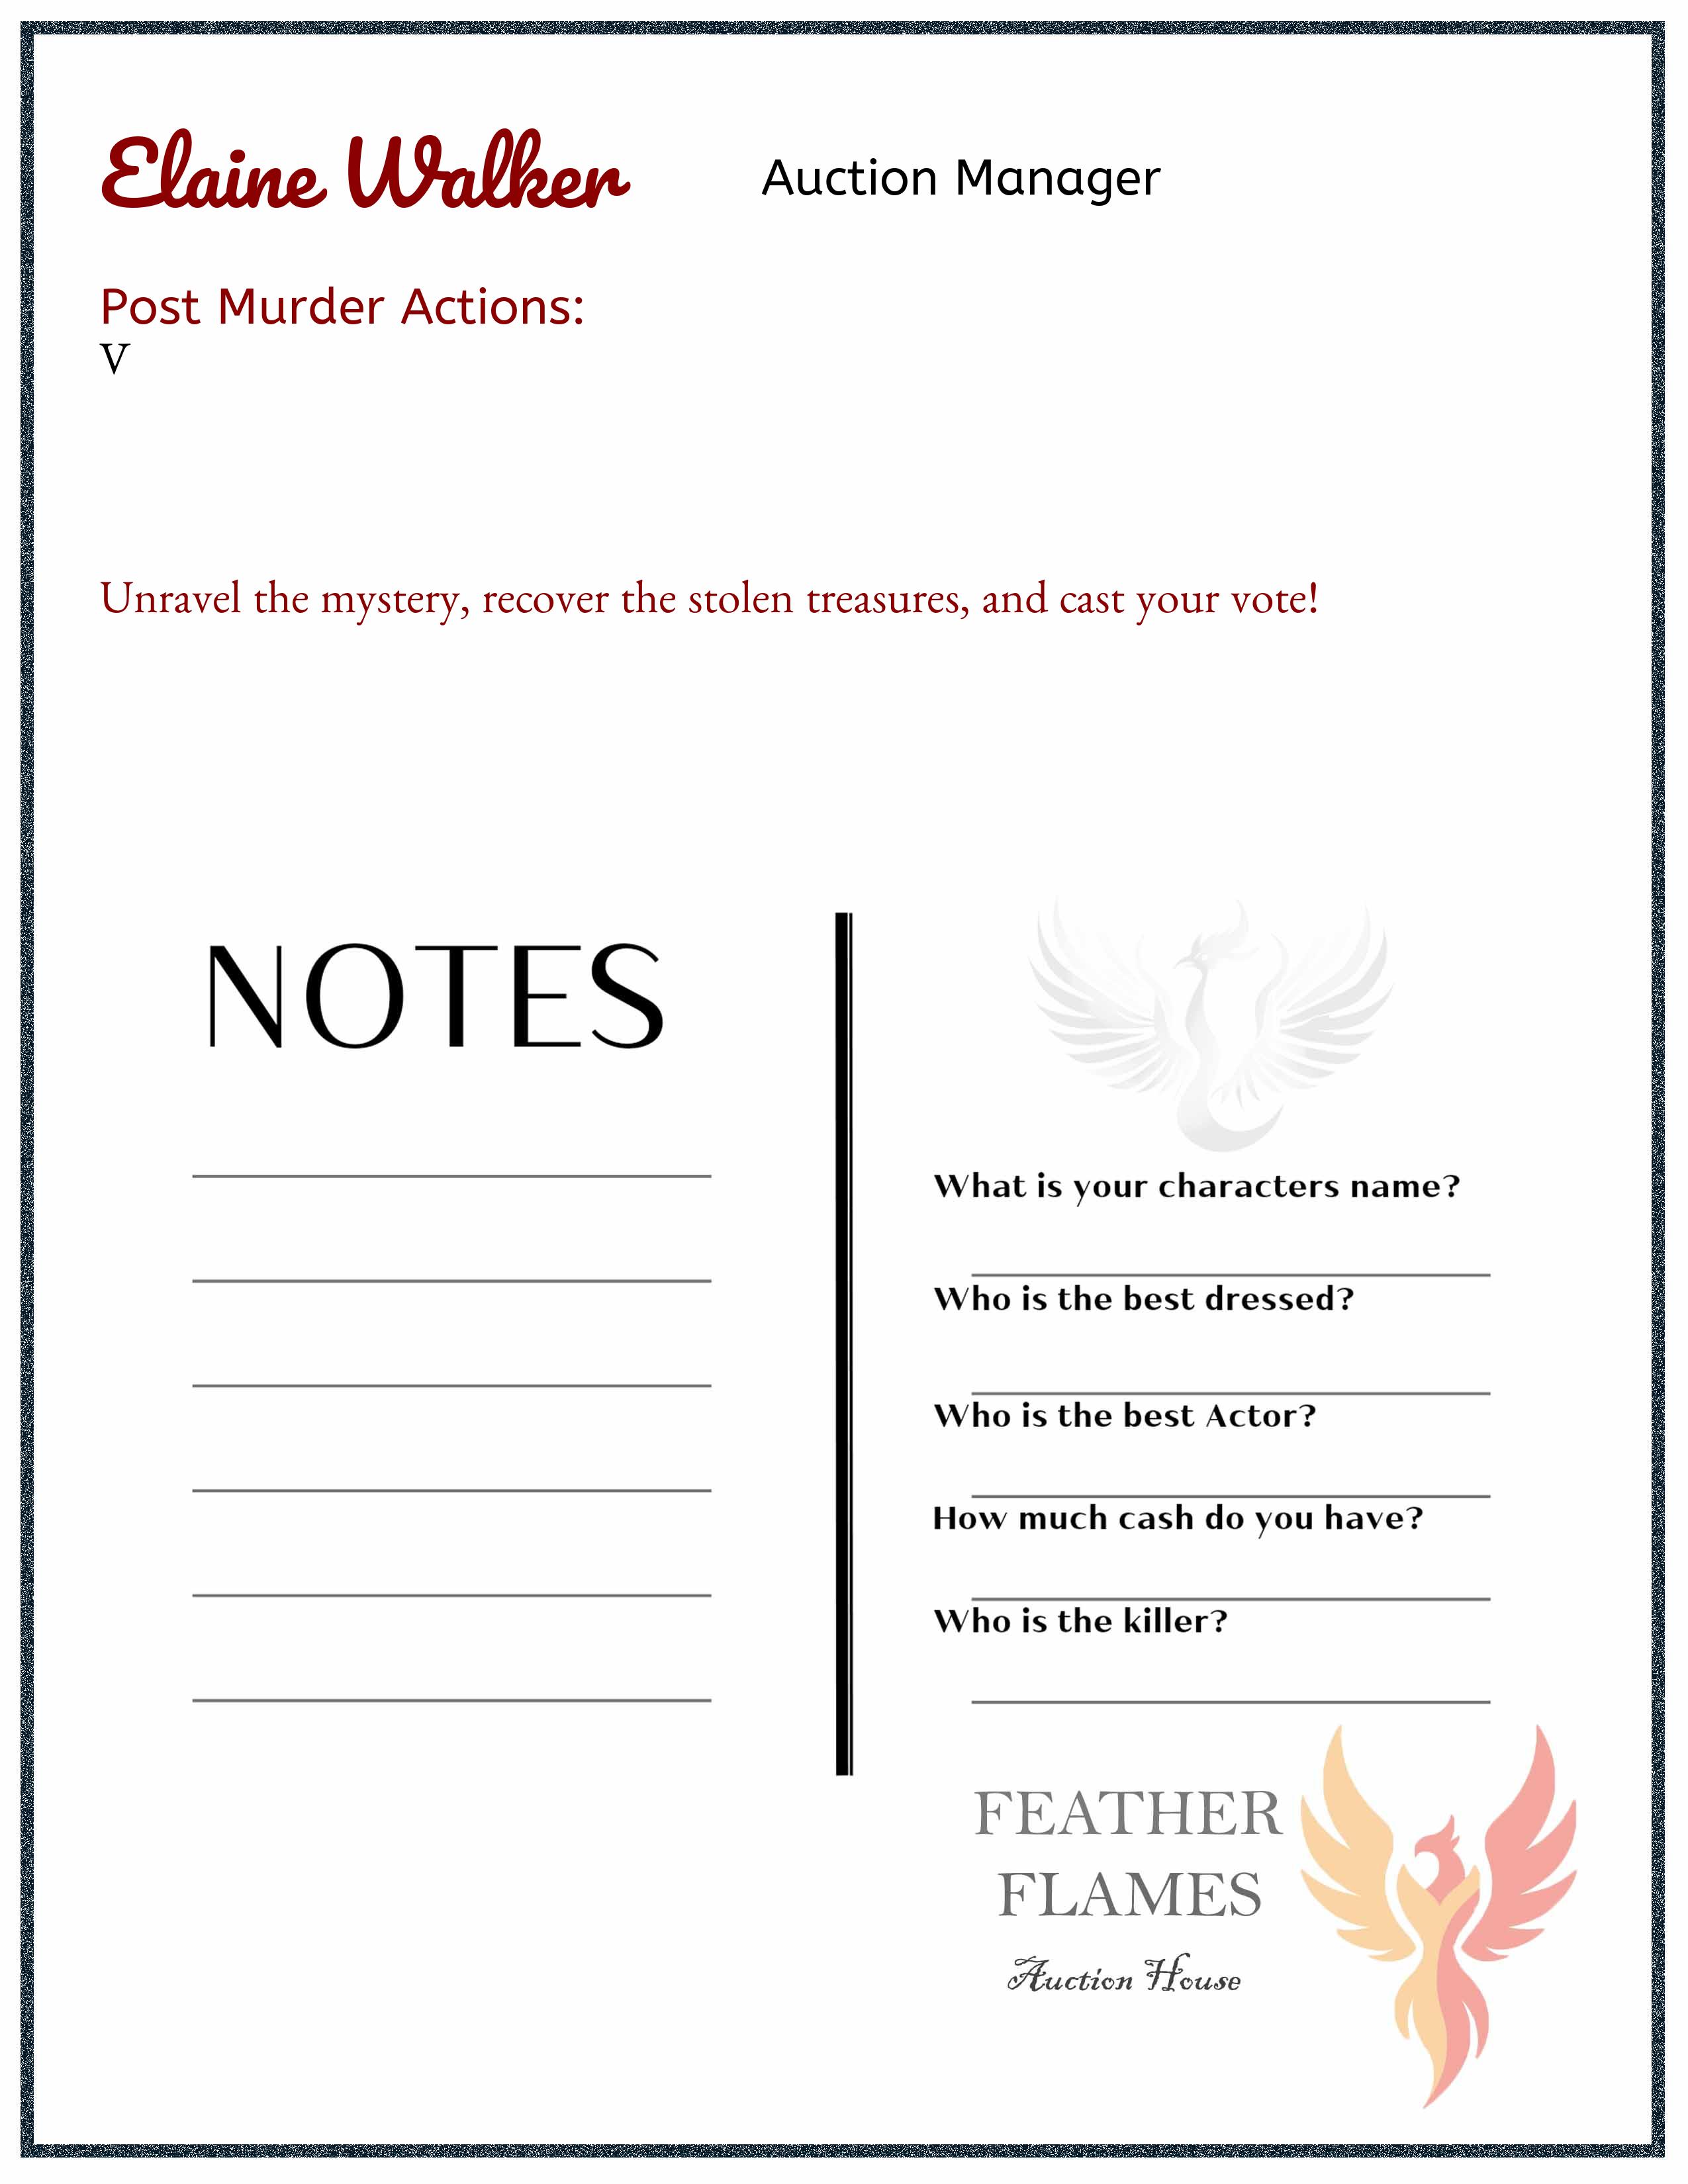 Elaine Walker
Auction Manager
Post Murder Actions:
V
Unravel the mystery, recover the stolen treasures, and cast your vote!
NOTES
What is your characters name?
Who is the best dressed?
Who is the best Actor?
How much cash do you have?
Who is the killer?
FEATHER
FLAMES
Auction House